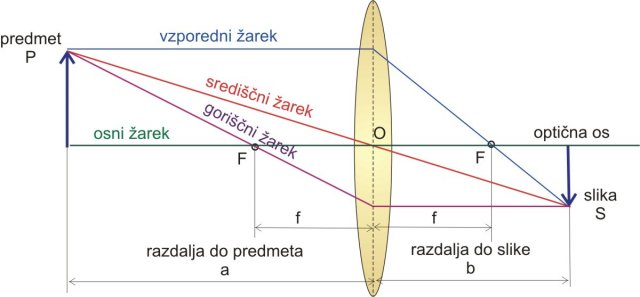 predmet
P
vzporedni žarek
središčni žarek
goriščni žarek
osni žarek
O
optična os
F
F
slika
S
f
f
razdalja do predmeta
a
razdalja do slike
b